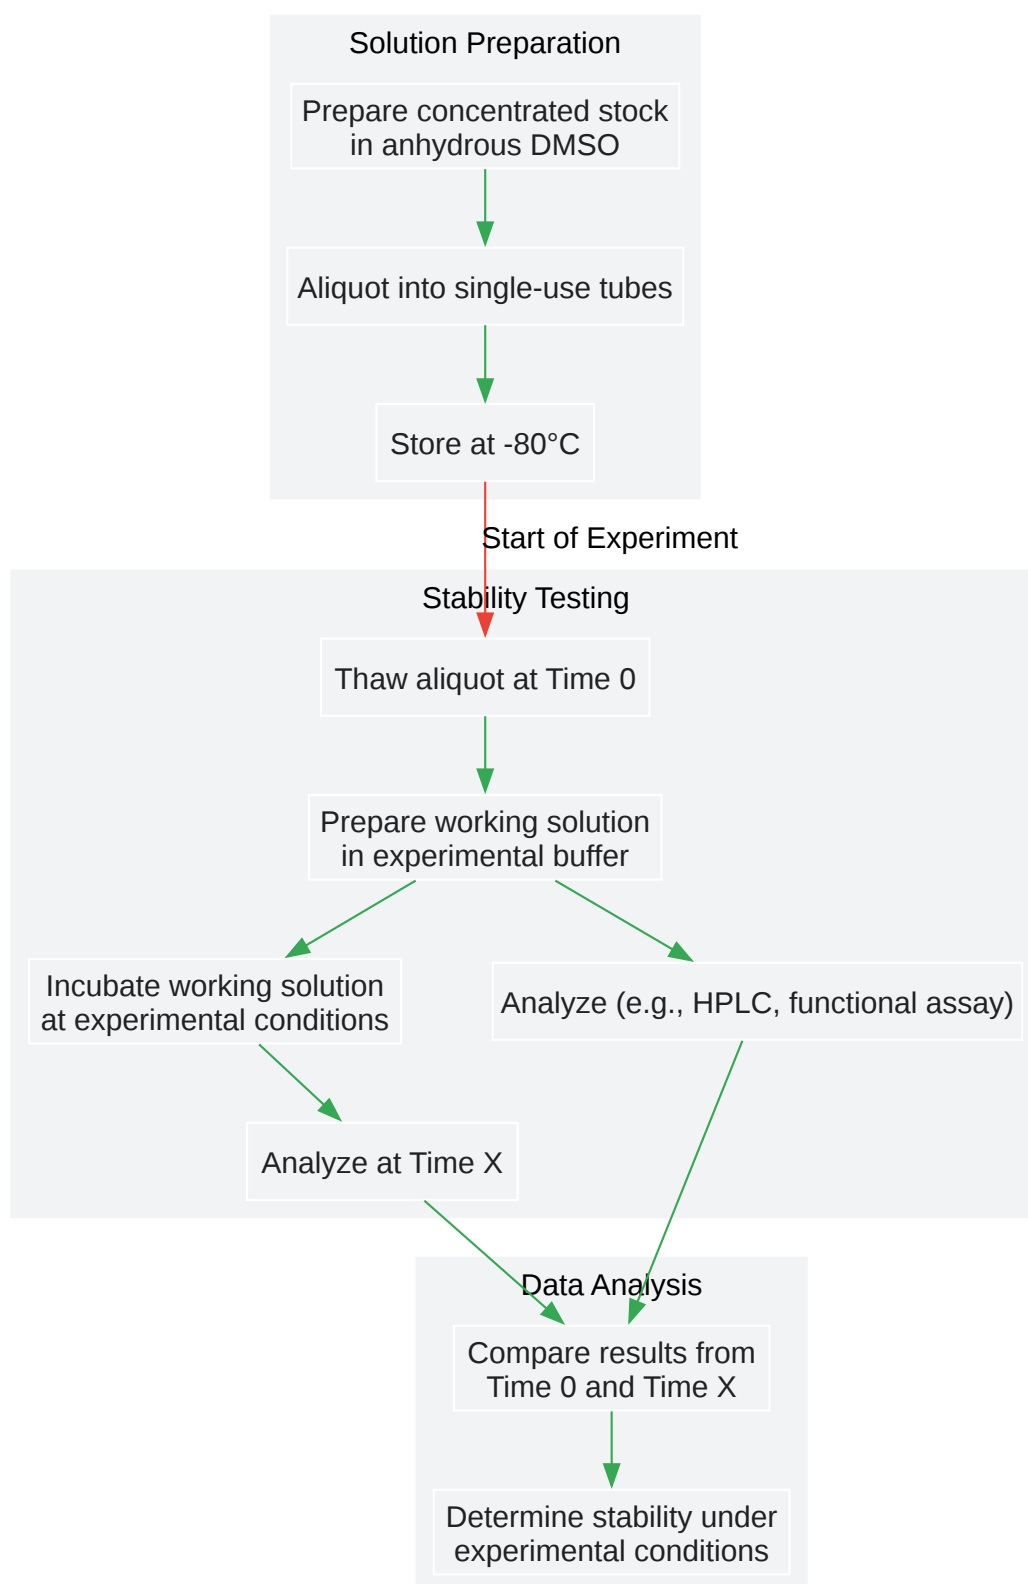 Solution Preparation
Prepare concentrated stock
in anhydrous DMSO
Aliquot into single-use tubes
Store at -80°C
Start of Experiment
Stability Testing
Thaw aliquot at Time 0
Prepare working solution
in experimental buffer
Incubate working solution
at experimental conditions
Analyze (e.g., HPLC, functional assay)
Analyze at Time X
Data Analysis
Compare results from
Time 0 and Time X
Determine stability under
experimental conditions